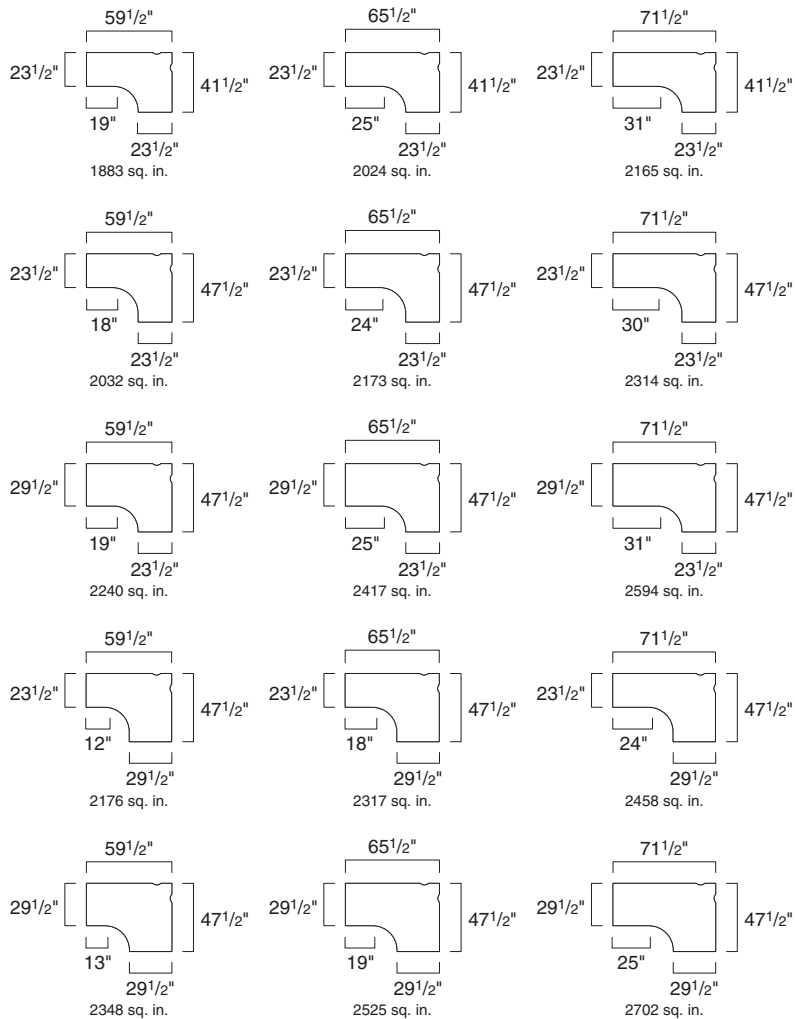 59 1/2" 65 1/2" 71 1/2"
23 1/2" 41 1/2" 23 1/2" 41 1/2" 23 1/2" 41 1/2"
19" 25" 31"
23 1/2" 23 1/2" 23 1/2"
1883 sq. in. 2024 sq. in. 2165 sq. in.
59 1/2" 65 1/2" 71 1/2"
23 1/2" 47 1/2" 23 1/2" 47 1/2" 23 1/2" 47 1/2"
18" 24" 30"
23 1/2" 23 1/2" 23 1/2"
2032 sq. in. 2173 sq. in. 2314 sq. in.
59 1/2" 65 1/2" 71 1/2"
29 1/2" 47 1/2" 29 1/2" 47 1/2" 29 1/2" 47 1/2"
19" 25" 31"
23 1/2" 23 1/2" 23 1/2"
2240 sq. in. 2417 sq. in. 2594 sq. in.
59 1/2" 65 1/2" 71 1/2"
23 1/2" 47 1/2" 23 1/2" 47 1/2" 23 1/2" 47 1/2"
12" 18" 24"
29 1/2" 29 1/2" 29 1/2"
2176 sq. in. 2317 sq. in. 2458 sq. in.
59 1/2" 65 1/2" 71 1/2"
29 1/2" 47 1/2" 29 1/2" 47 1/2" 29 1/2" 47 1/2"
13" 19" 25"
29 1/2" 29 1/2" 29 1/2"
2348 sq. in. 2525 sq. in. 2702 sq. in.